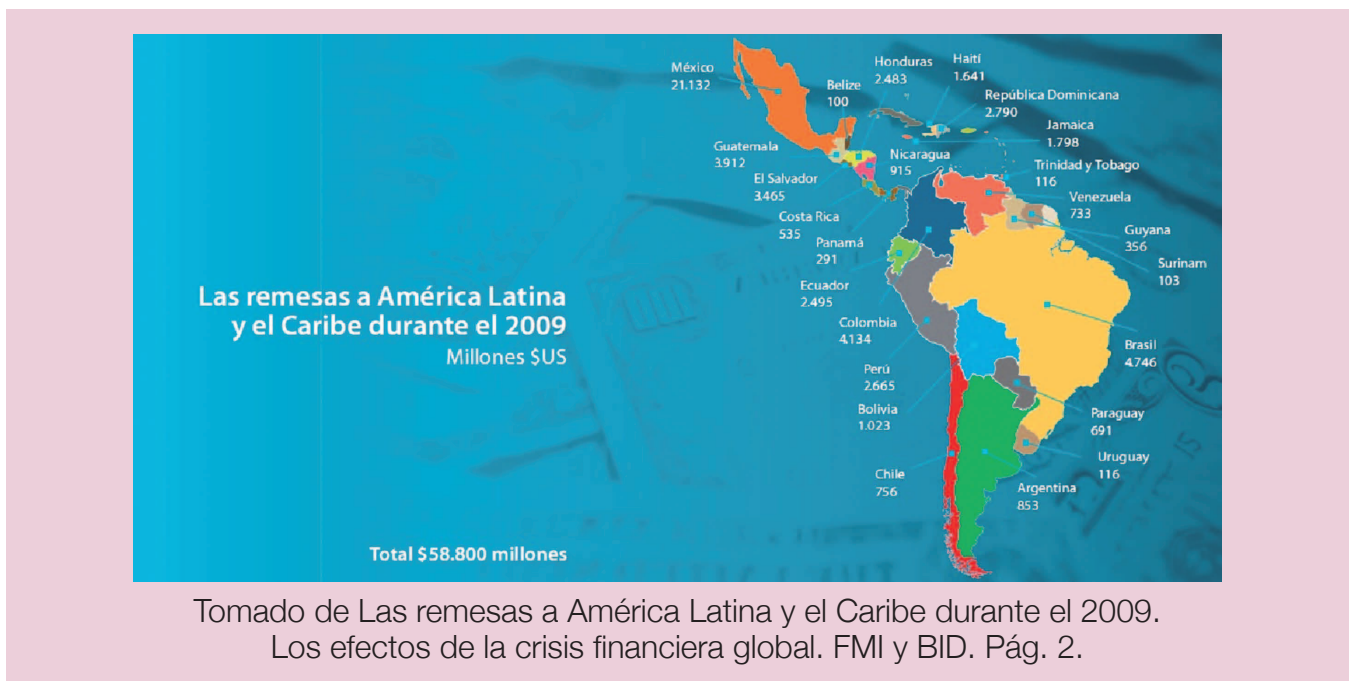 México
21.132
Belize
100
Honduras
2.483
Haití
1.641
República Dominicana
2.790
Jamaica
1.798
Guatemala
3.912
El Salvador
3.465
Nicaragua
915
Trinidad y Tobago
116
Costa Rica
535
Venezuela
733
Panamá
291
Guyana
356
Ecuador
2.495
Surinam
103
Colombia
4.134
Brasil
4.746
Perú
2.665
Bolivia
1.023
Paraguay
691
Uruguay
116
Chile
756
Argentina
853
Las remesas a América Latina
y el Caribe durante el 2009
Millones $US
Total $58.800 millones
Tomado de Las remesas a América Latina y el Caribe durante el 2009.
Los efectos de la crisis financiera global. FMI y BID. Pág. 2.